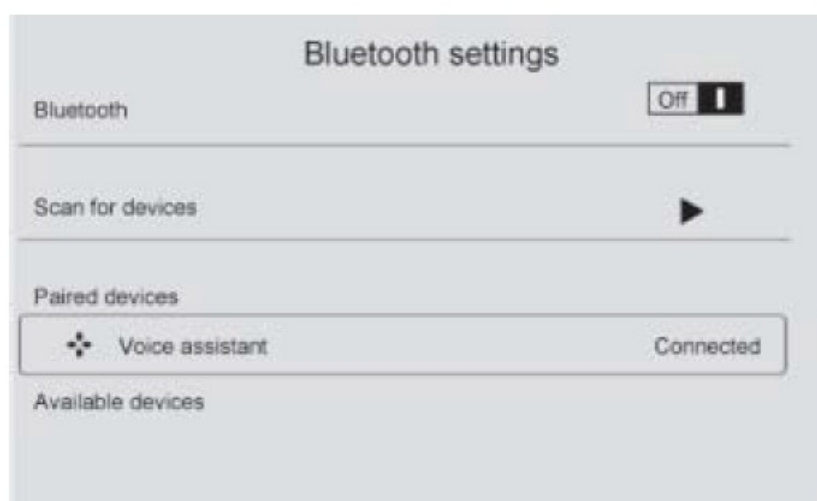 Bluetooth settings
Bluetooth Off
Scan for devices
Paired devices
Voice assistant Connected
Available devices